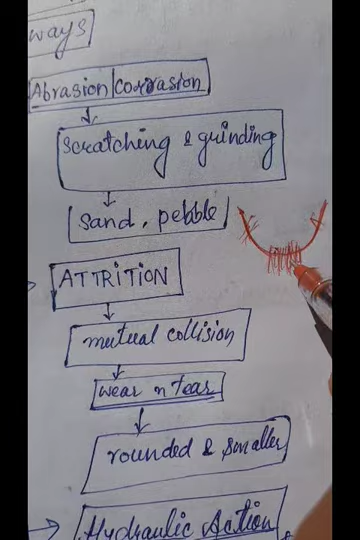 ways
Abrasion/Corrasion
Scratching & grinding
Sand, pebble
ATTRITION
mutual collision
wear n tear
rounded & smaller
Hydraulic Action